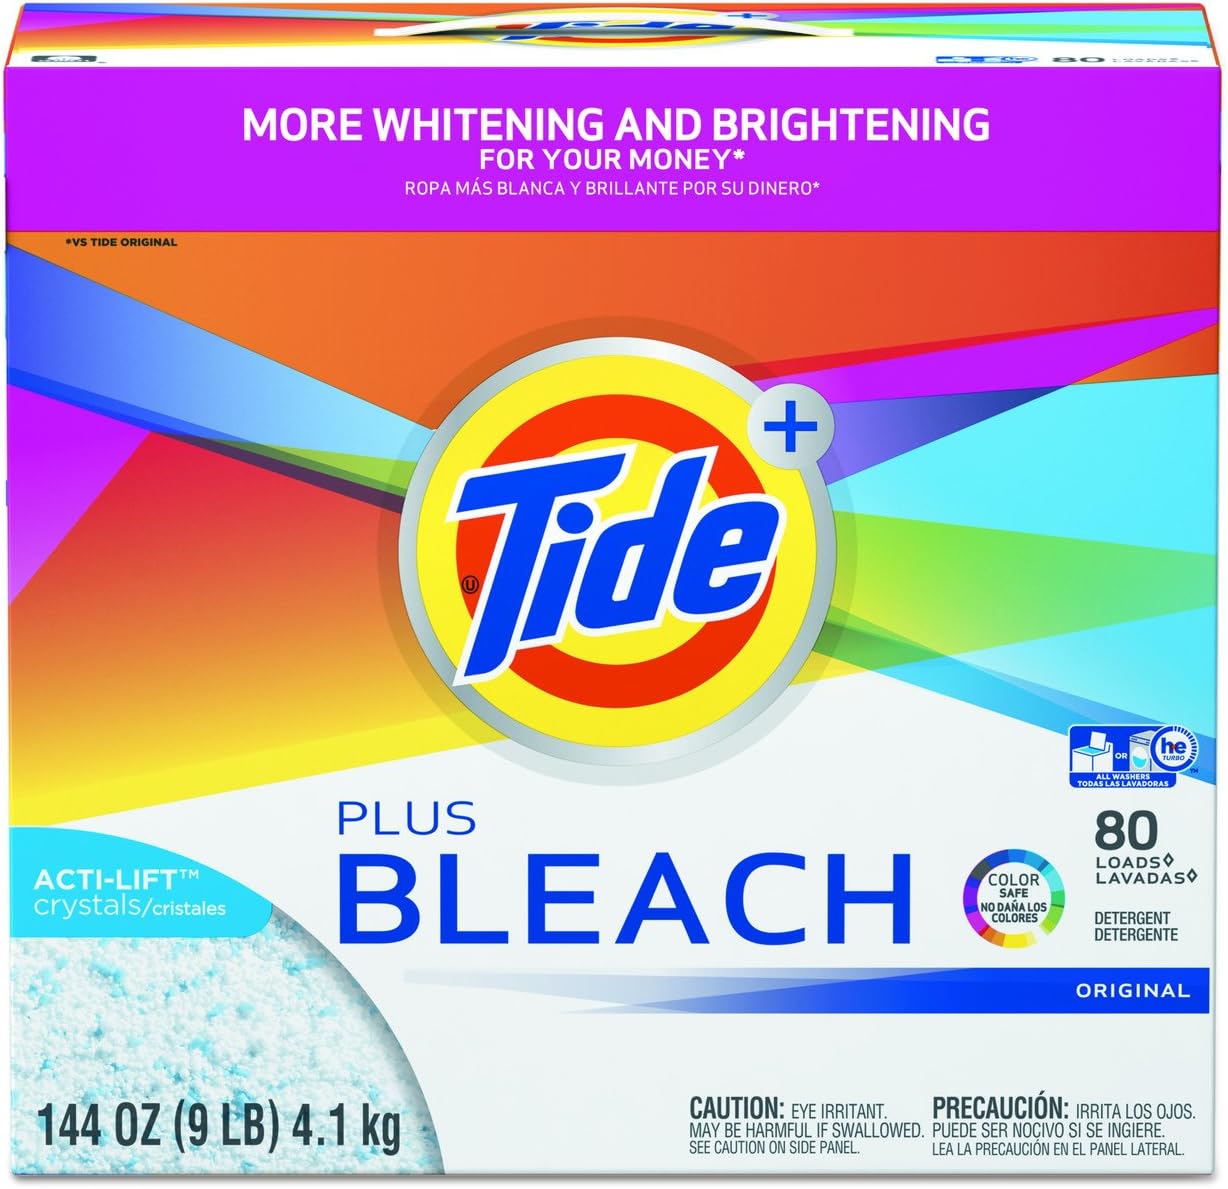 80
MORE WHITENING AND BRIGHTENING
FOR YOUR MONEY*
ROPA MÁS BLANCA Y BRILLANTE POR SU DINERO*
*VS TIDE ORIGINAL
+
Tide
U
he
TURBO
OR
TM
ALL WASHERS
TODAS LAS LAVADORAS
PLUS
BLEACH
80
LOADS◊
LAVADAS◊
COLOR
SAFE
NO DAÑA LOS
COLORES
DETERGENT
DETERGENTE
ACTI-LIFT™
crystals/cristales
ORIGINAL
144 OZ (9 LB) 4.1 kg
CAUTION: EYE IRRITANT.
MAY BE HARMFUL IF SWALLOWED.
SEE CAUTION ON SIDE PANEL.
PRECAUCIÓN: IRRITA LOS OJOS.
PUEDE SER NOCIVO SI SE INGIERE.
LEA LA PRECAUCIÓN EN EL PANEL LATERAL.